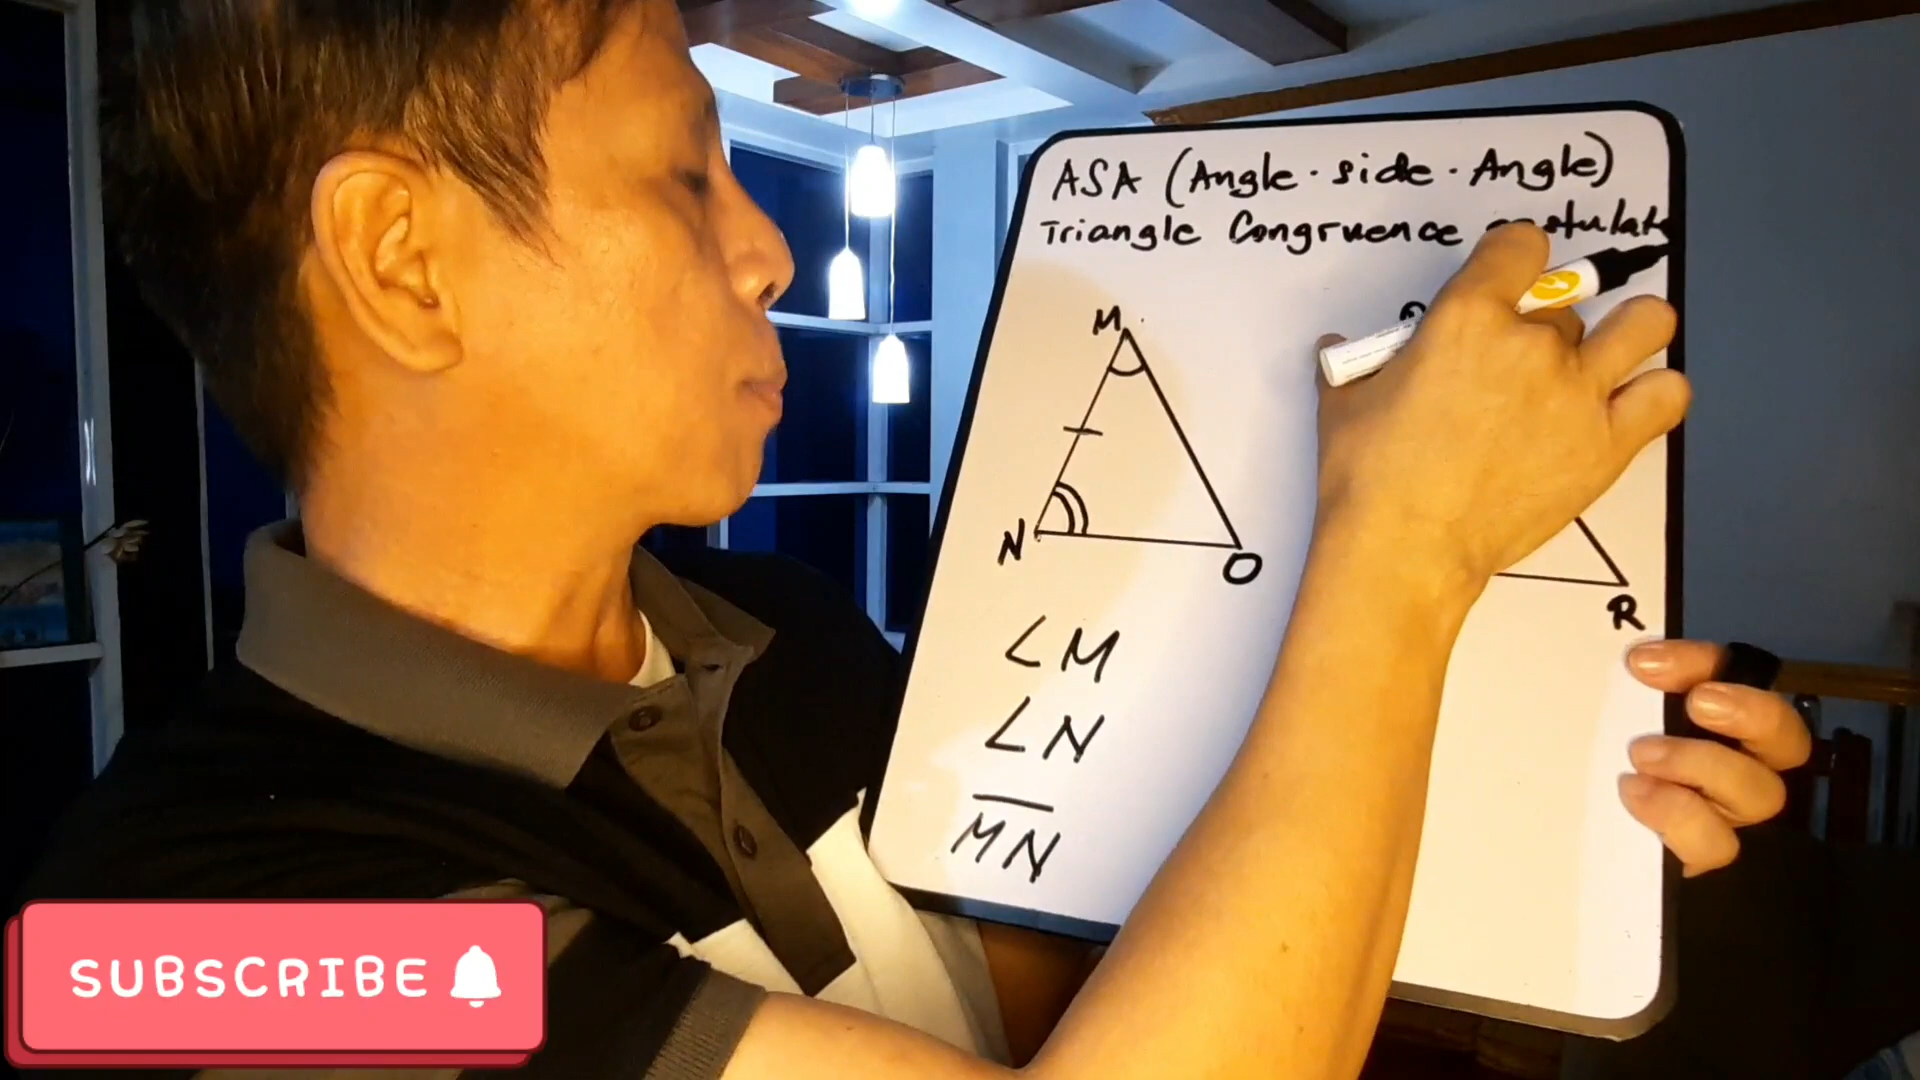 ASA (Angle · side · Angle)
Triangle Congruence
M
N
O
R
<M
<N
MN
SUBSCRIBE